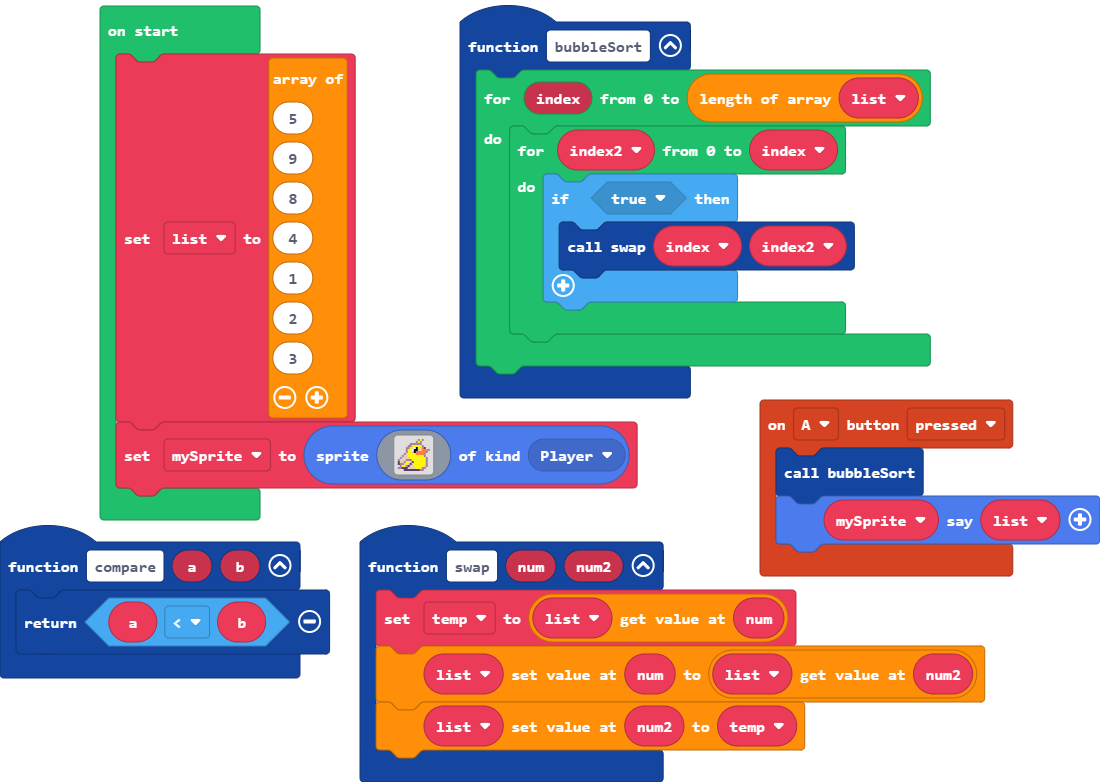 on start
set list to array of
5
9
8
4
1
2
3
set mySprite to sprite of kind Player
function bubbleSort
for index from 0 to length of array list
do for index2 from 0 to index
do if true then
call swap index index2
on A button pressed
call bubbleSort
mySprite say list
function compare a b
return a < b
function swap num num2
set temp to list get value at num
list set value at num to list get value at num2
list set value at num2 to temp